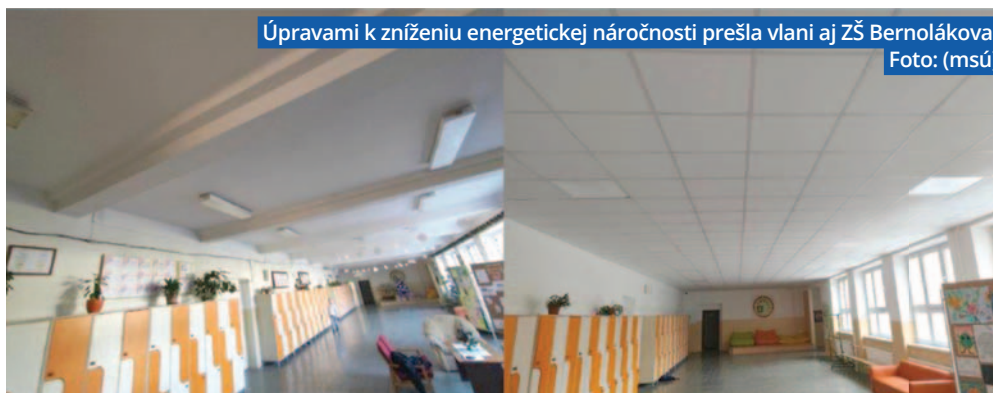 Úpravami k zníženiu energetickej náročnosti prešla vlani aj ZŠ Bernolákova
Foto: (msú